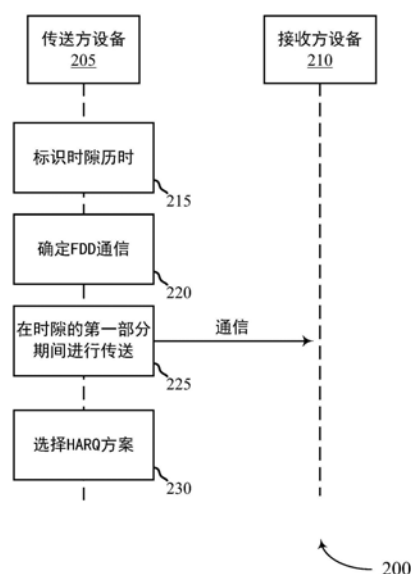 传送方设备
205
接收方设备
210
标识时隙历时
215
确定FDD通信
220
在时隙的第一部分
期间进行传送
225
通信
选择HARQ方案
230
200